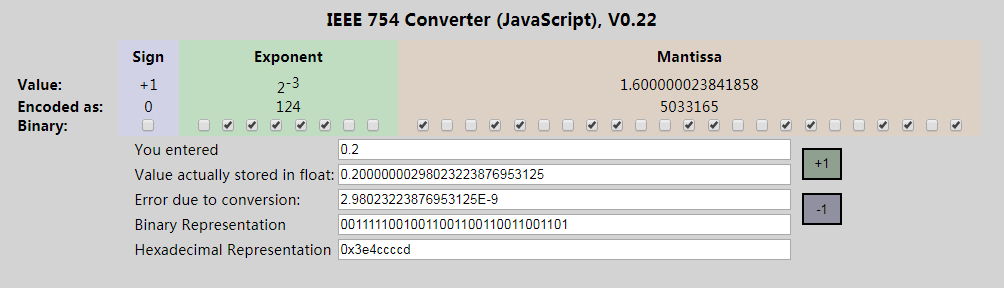 IEEE 754 Converter (JavaScript), V0.22
Sign Exponent Mantissa
Value: +1 2-3 1.600000023841858
Encoded as: 0 124 5033165
Binary:
You entered 0.2
Value actually stored in float: 0.20000000298023223876953125
+1
Error due to conversion: 2.98023223876953125E-9
-1
Binary Representation 00111110010011001100110011001101
Hexadecimal Representation 0x3e4ccccd